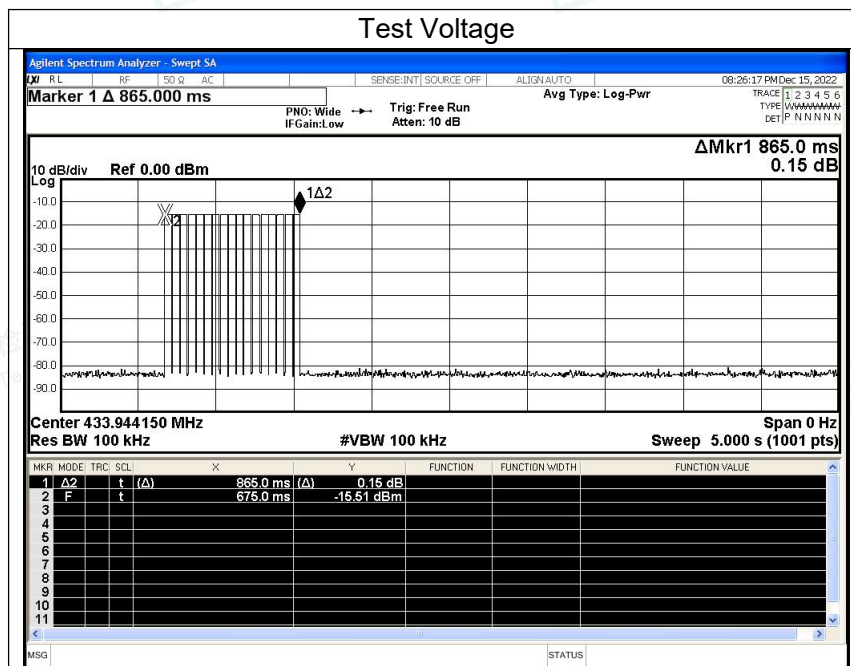 Test Voltage
Agilent Spectrum Analyzer - Swept SA
LXI RL RF 50 Ω AC SENSE:INT SOURCE OFF ALIGN AUTO 08:26:17 PM Dec 15, 2022
Marker 1 Δ 865.000 ms
PNO: Wide Trig: Free Run Avg Type: Log-Pwr TRACE 1 2 3 4 5 6
IFGain:Low Atten: 10 dB TYPE WWWWWW
DET P N N N N N
ΔMkr1 865.0 ms
0.15 dB
10 dB/div Ref 0.00 dBm
Log
1Δ2
-10.0
2
-20.0
-30.0
-40.0
-50.0
-60.0
-70.0
-80.0
-90.0
Center 433.944150 MHz Span 0 Hz
Res BW 100 kHz #VBW 100 kHz Sweep 5.000 s (1001 pts)
MKR MODE TRC SCL X Y FUNCTION FUNCTION WIDTH FUNCTION VALUE
1 Δ2 t (Δ) 865.0 ms (Δ) 0.15 dB
2 F t 675.0 ms -15.51 dBm
3
4
5
6
7
8
9
10
11
MSG STATUS